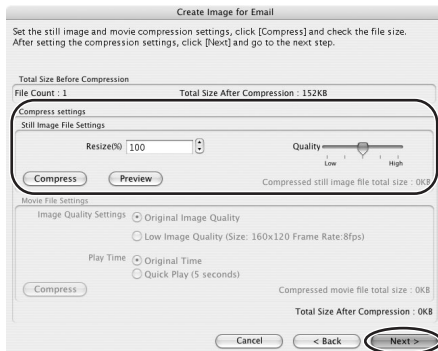 Create Image for Email
Set the still image and movie compression settings, click [Compress] and check the file size.
After setting the compression settings, click [Next] and go to the next step.
Total Size Before Compression
File Count : 1 Total Size After Compression : 152KB
Compress settings
Still Image File Settings
Resize(%) 100 Quality
Low High
Compress Preview Compressed still image file total size : 0KB
Movie File Settings
Image Quality Settings Original Image Quality
Low Image Quality (Size: 160x120 Frame Rate:8fps)
Play Time Original Time
Quick Play (5 seconds)
Compress Compressed movie file total size : 0KB
Total Size After Compression : 0KB
Cancel < Back Next >